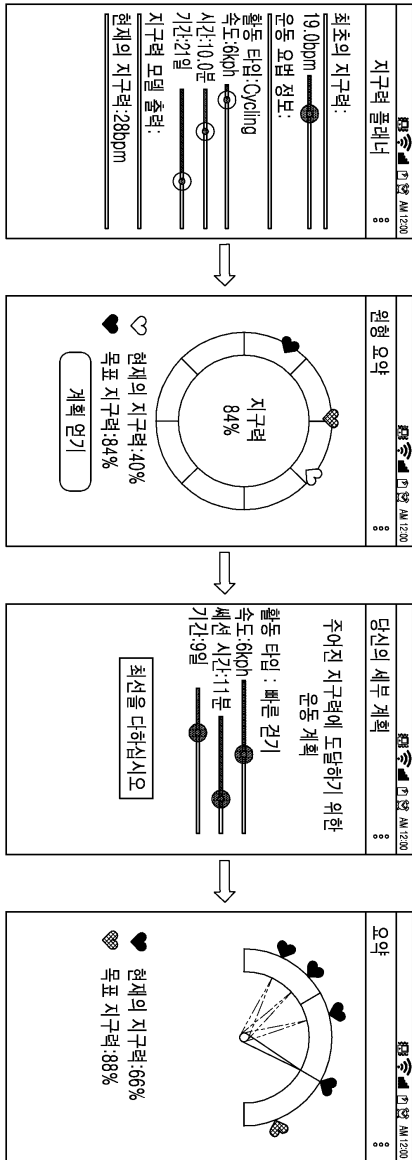 AM 12:00
지구력 플래너
최초의 지구력:
19.0bpm
운동 요법 정보:
활동 타입:Cycling
속도:6kph
시간:10.0분
기간:21일
지구력 모델 출력:
현재의 지구력:28bpm
AM 12:00
원형 요약
지구력
84%
현재의 지구력:40%
목표 지구력:84%
계획 얻기
AM 12:00
당신의 세부 계획
주어진 지구력에 도달하기 위한
운동 계획
활동 타입 : 빠른 걷기
속도:6kph
쎄션 시간:11분
기간:9일
최선을 다하십시오
AM 12:00
요약
현재의 지구력:66%
목표 지구력:88%